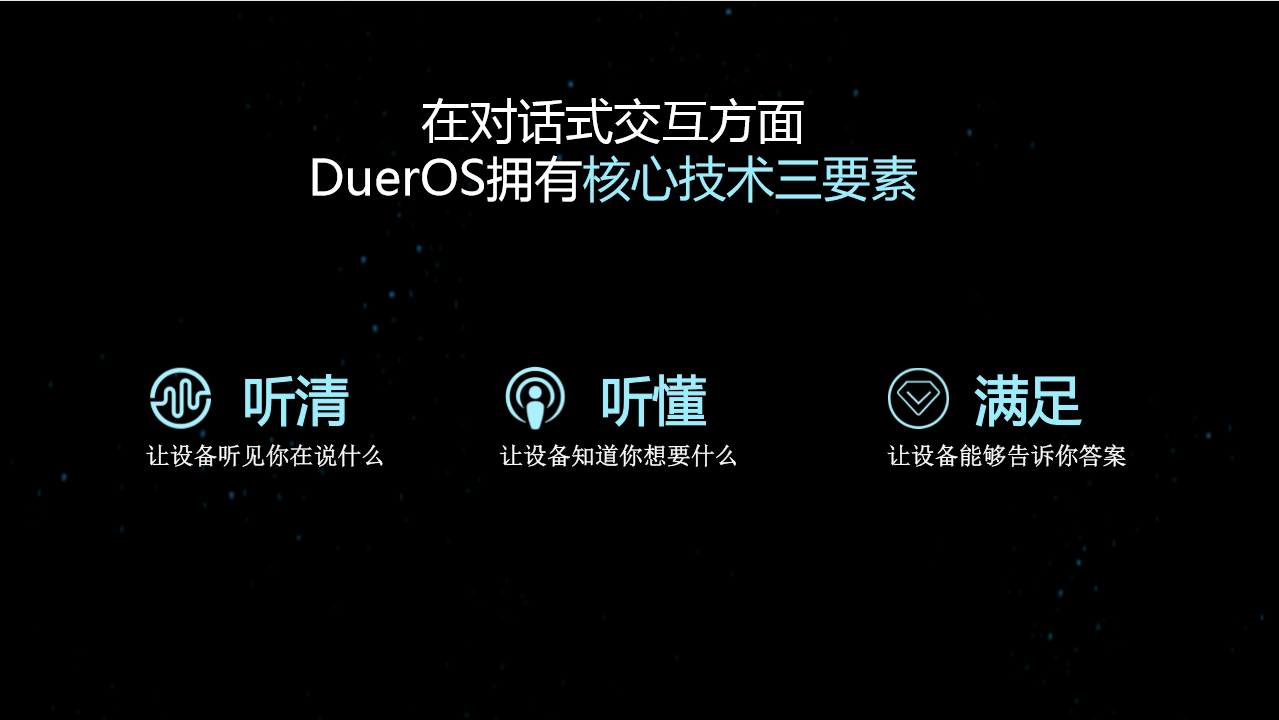 在对话式交互方面
DuerOS拥有核心技术三要素
听清
听懂
满足
让设备听见你在说什么
让设备知道你想要什么
让设备能够告诉你答案